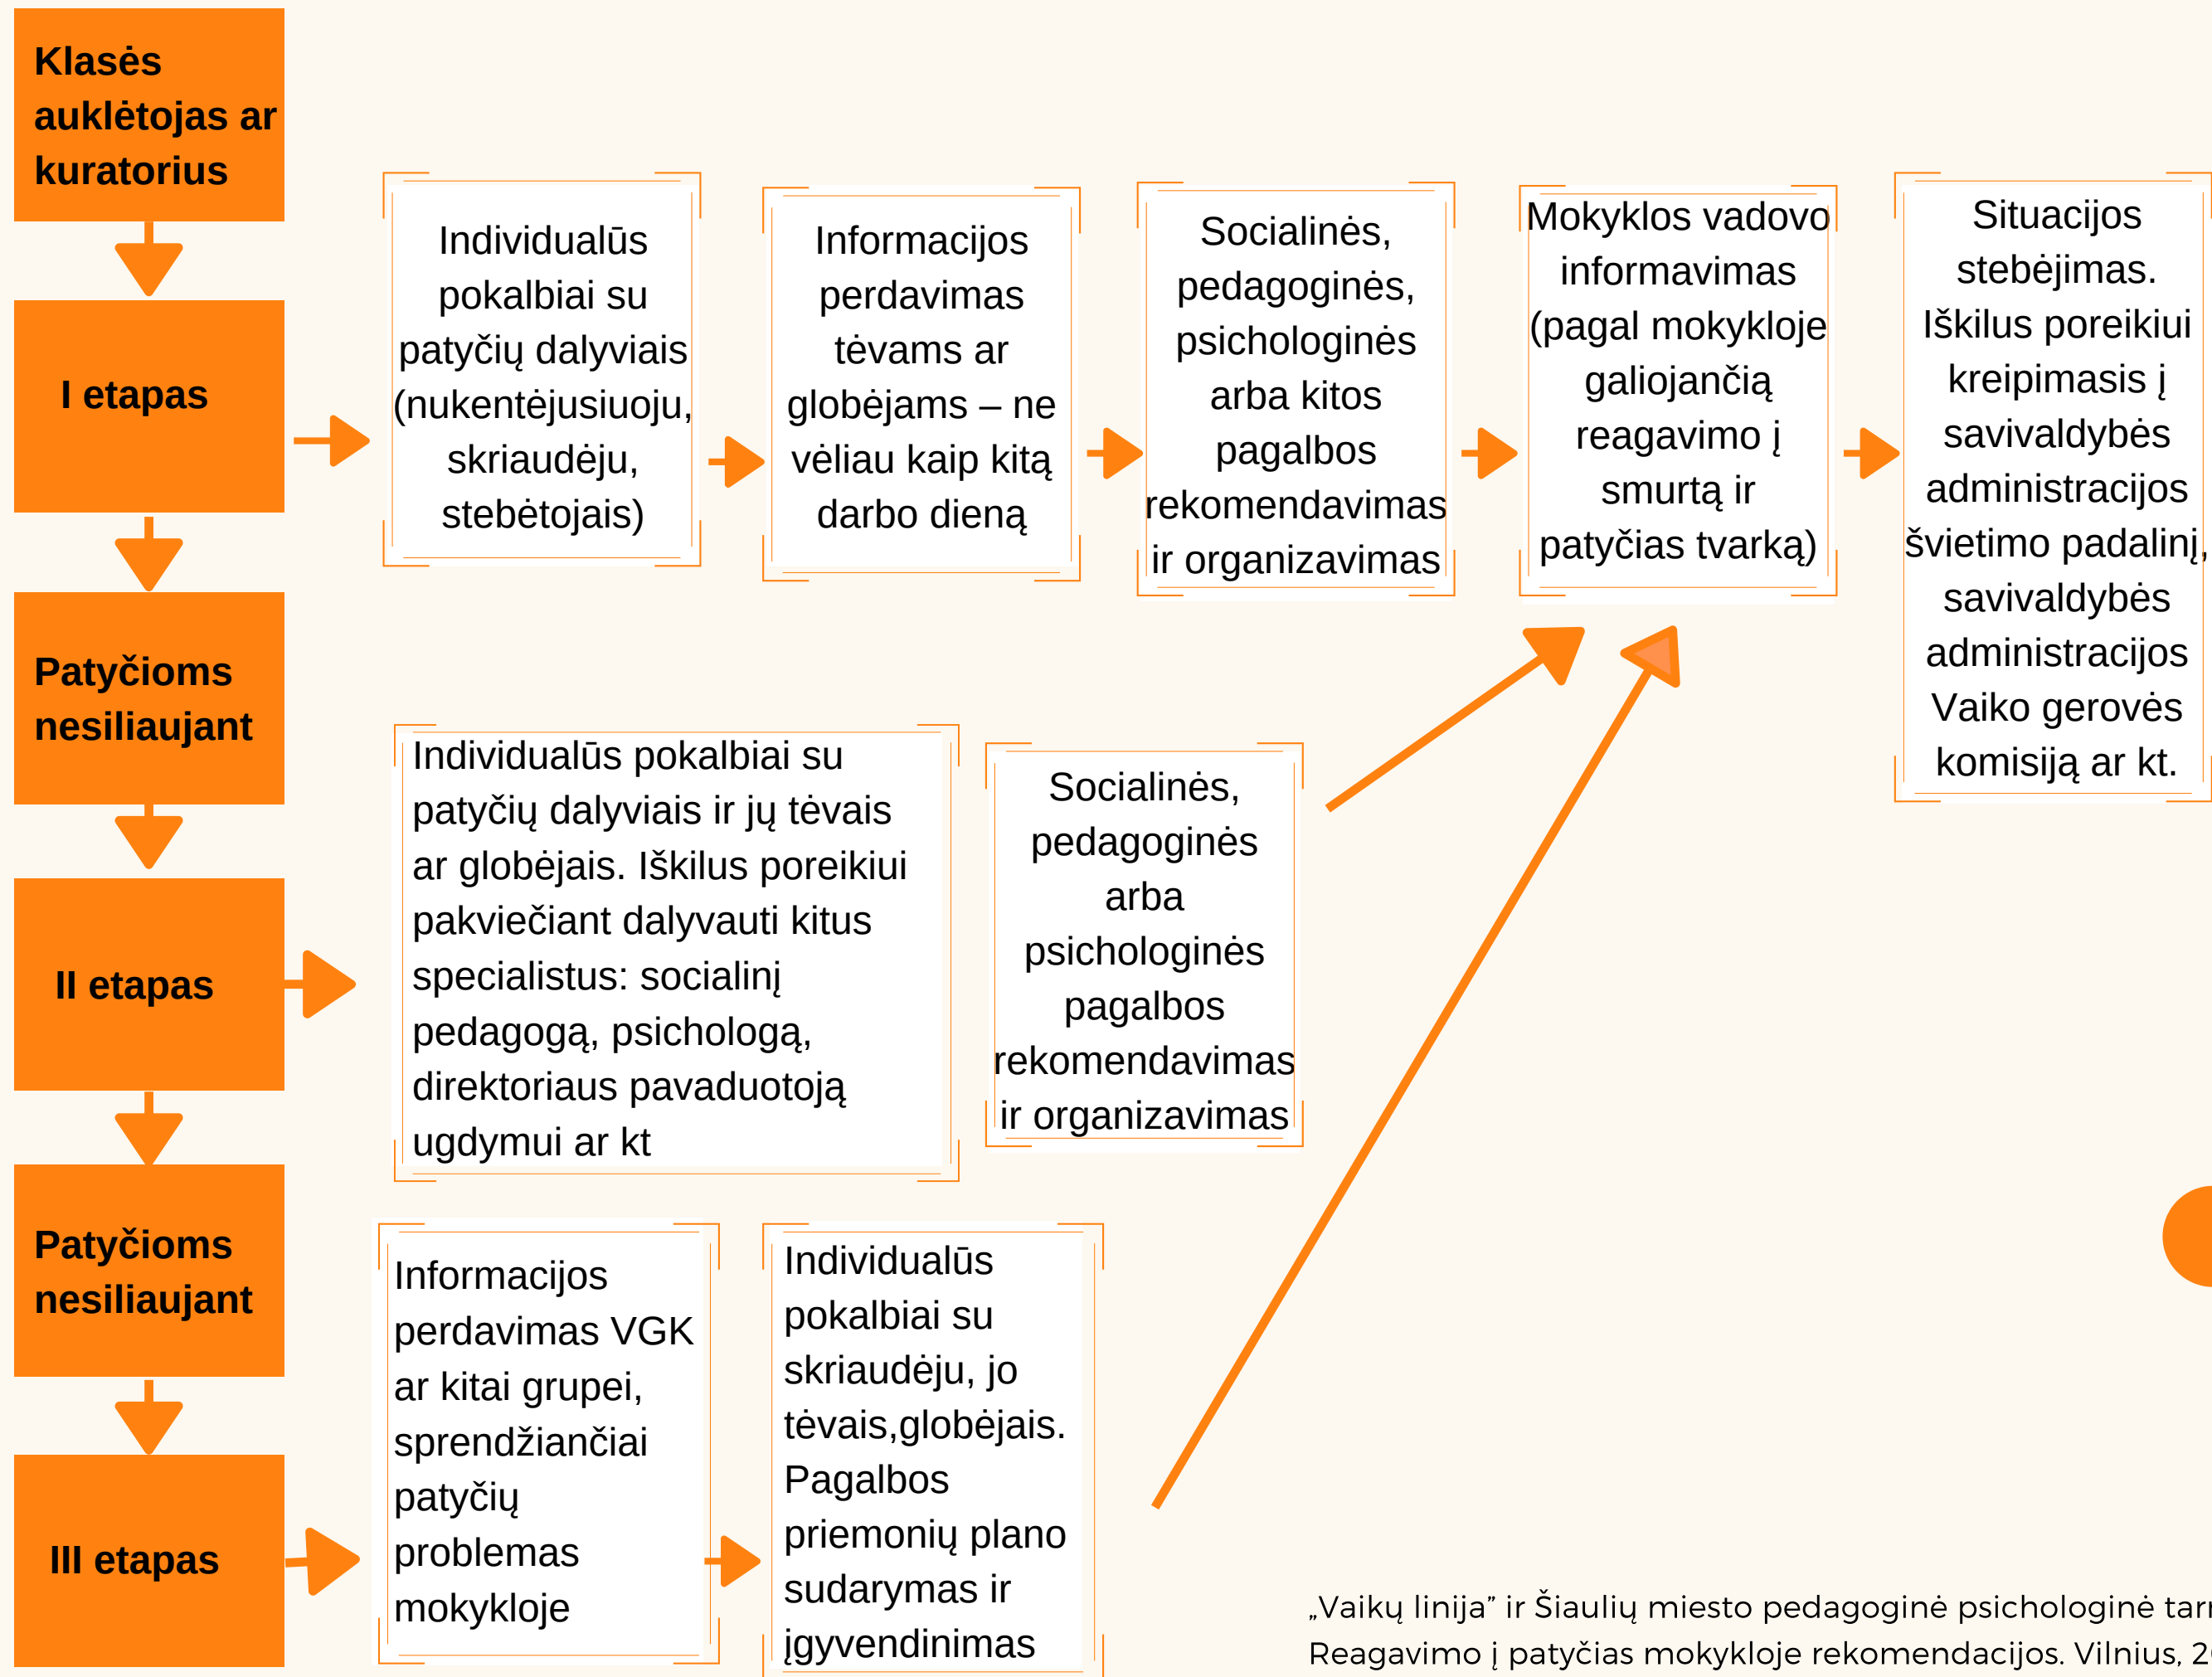 Klasės
auklėtojas ar
kuratorius
I etapas
Individualūs
pokalbiai su
patyčių dalyviais
(nukentėjusiuoju,
skriaudėju,
stebėtojais)
Informacijos
perdavimas
tėvams ar
globėjams – ne
vėliau kaip kitą
darbo dieną
Socialinės,
pedagoginės,
psichologinės
arba kitos
pagalbos
rekomendavimas
ir organizavimas
Mokyklos vadovo
informavimas
(pagal mokykloje
galiojančią
reagavimo į
smurtą ir
patyčias tvarką)
Situacijos
stebėjimas.
Iškilus poreikiui
kreipimasis į
savivaldybės
administracijos
švietimo padalinį,
savivaldybės
administracijos
Vaiko gerovės
komisiją ar kt.
Patyčioms
nesiliaujant
II etapas
Individualūs pokalbiai su
patyčių dalyviais ir jų tėvais
ar globėjais. Iškilus poreikiui
pakviečiant dalyvauti kitus
specialistus: socialinį
pedagogą, psichologą,
direktoriaus pavaduotoją
ugdymui ar kt
Socialinės,
pedagoginės
arba
psichologinės
pagalbos
rekomendavimas
ir organizavimas
Patyčioms
nesiliaujant
III etapas
Informacijos
perdavimas VGK
ar kitai grupei,
sprendžiančiai
patyčių
problemas
mokykloje
Individualūs
pokalbiai su
skriaudėju, jo
tėvais,globėjais.
Pagalbos
priemonių plano
sudarymas ir
įgyvendinimas
„Vaikų linija” ir Šiaulių miesto pedagoginė psichologinė
Reagavimo į patyčias mokykloje rekomendacijos. Vilnius,